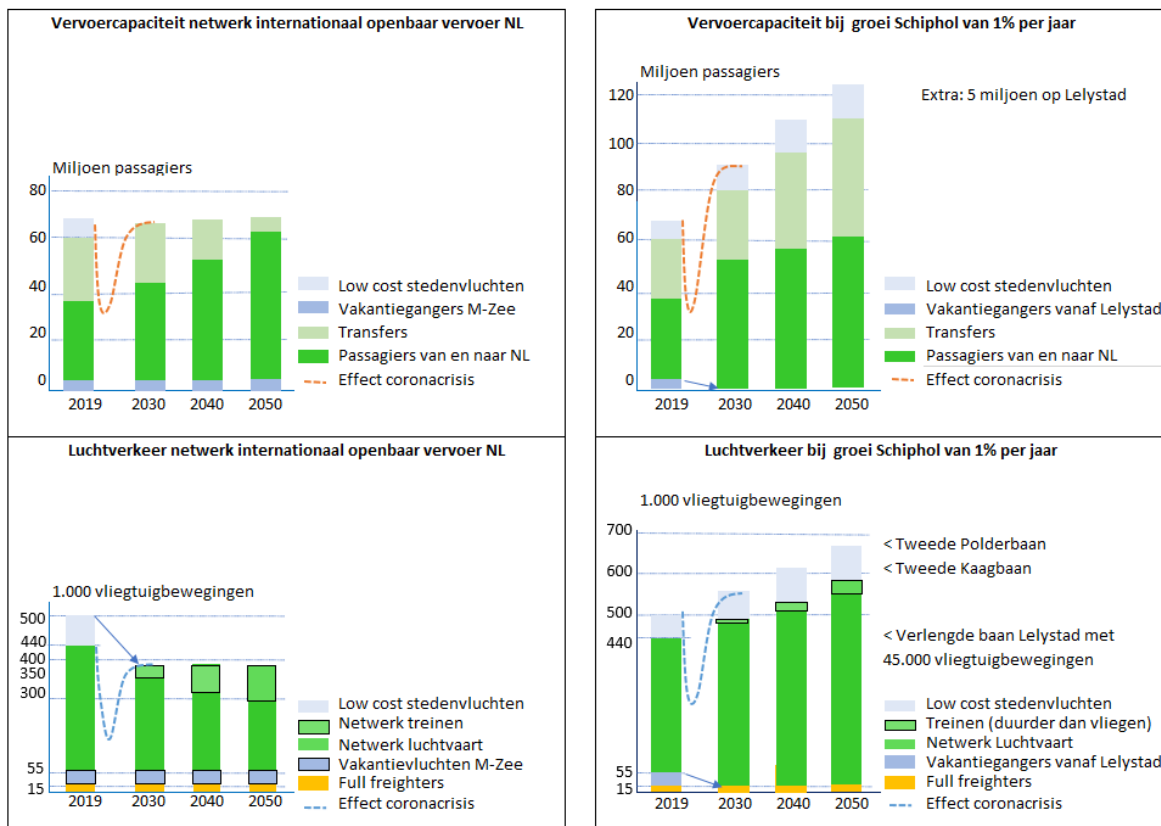 Vervoercapaciteit netwerk internationaal openbaar vervoer NL
Miljoen passagiers
80
60
40
20
0
2019 2030 2040 2050
Low cost stedenvluchten
Vakantiegangers M-Zee
Transfers
Passagiers van en naar NL
Effect coronacrisis
Vervoercapaciteit bij groei Schiphol van 1% per jaar
Miljoen passagiers
Extra: 5 miljoen op Lelystad
120
100
80
60
40
20
0
2019 2030 2040 2050
Low cost stedenvluchten
Vakantiegangers vanaf Lelystad
Transfers
Passagiers van en naar NL
Effect coronacrisis
Luchtverkeer netwerk internationaal openbaar vervoer NL
1.000 vliegtuigbewegingen
500
440
400
350
300
55
15
2019 2030 2040 2050
Low cost stedenvluchten
Netwerk treinen
Netwerk luchtvaart
Vakantievluchten M-Zee
Full freighters
Effect coronacrisis
Luchtverkeer bij groei Schiphol van 1% per jaar
1.000 vliegtuigbewegingen
700
600
500
440
55
15
2019 2030 2040 2050
< Tweede Polderbaan
< Tweede Kaagbaan
< Verlengde baan Lelystad met
45.000 vliegtuigbewegingen
Low cost stedenvluchten
Treinen (duurder dan vliegen)
Netwerk Luchtvaart
Vakantiegangers vanaf Lelystad
Full freighters
Effect coronacrisis